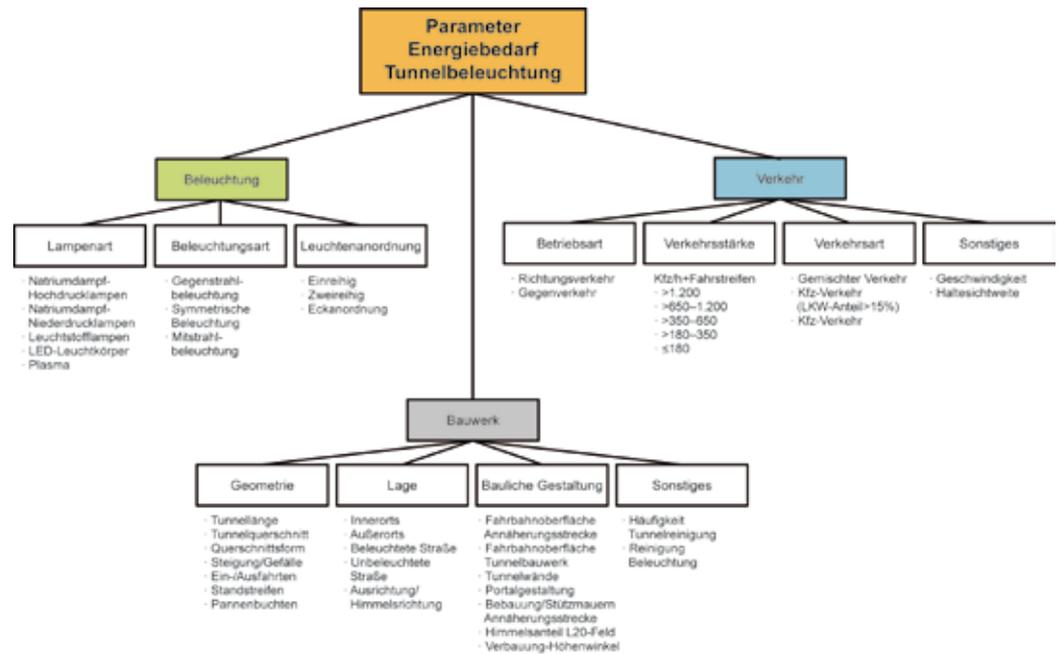 Parameter
Energiebedarf
Tunnelbeleuchtung
Beleuchtung
Verkehr
Lampenart
Beleuchtungsart
Leuchtenanordnung
Betriebsart
Verkehrsstärke
Verkehrsart
Sonstiges
· Natriumdampf-
Hochdrucklampen
· Natriumdampf-
Niederdrucklampen
· Leuchtstofflampen
· LED-Leuchtkörper
· Plasma
· Gegenstrahl-
beleuchtung
· Symmetrische
Beleuchtung
· Mitstrahl-
beleuchtung
· Einreihig
· Zweireihig
· Eckanordnung
· Richtungsverkehr
· Gegenverkehr
Kfz/h+Fahrstreifen
· >1.200
· >650–1.200
· >350–650
· >180–350
· ≤180
· Gemischter Verkehr
· Kfz-Verkehr
(LKW-Anteil>15%)
· Kfz-Verkehr
· Geschwindigkeit
· Haltesichtweite
Bauwerk
Geometrie
Lage
Bauliche Gestaltung
Sonstiges
· Tunnellänge
· Tunnelquerschnitt
· Querschnittsform
· Steigung/Gefälle
· Ein-/Ausfahrten
· Standstreifen
· Pannenbuchten
· Innerorts
· Außerorts
· Beleuchtete Straße
· Unbeleuchtete
Straße
· Ausrichtung/
Himmelsrichtung
· Fahrbahnoberfläche
Annäherungsstrecke
· Fahrbahnoberfläche
Tunnelbauwerk
· Tunnelwände
· Portalgestaltung
· Bebauung/Stützmauern
Annäherungsstrecke
· Himmelsanteil L20-Feld
· Verbauung-Höhenwinkel
· Häufigkeit
Tunnelreinigung
· Reinigung
Beleuchtung